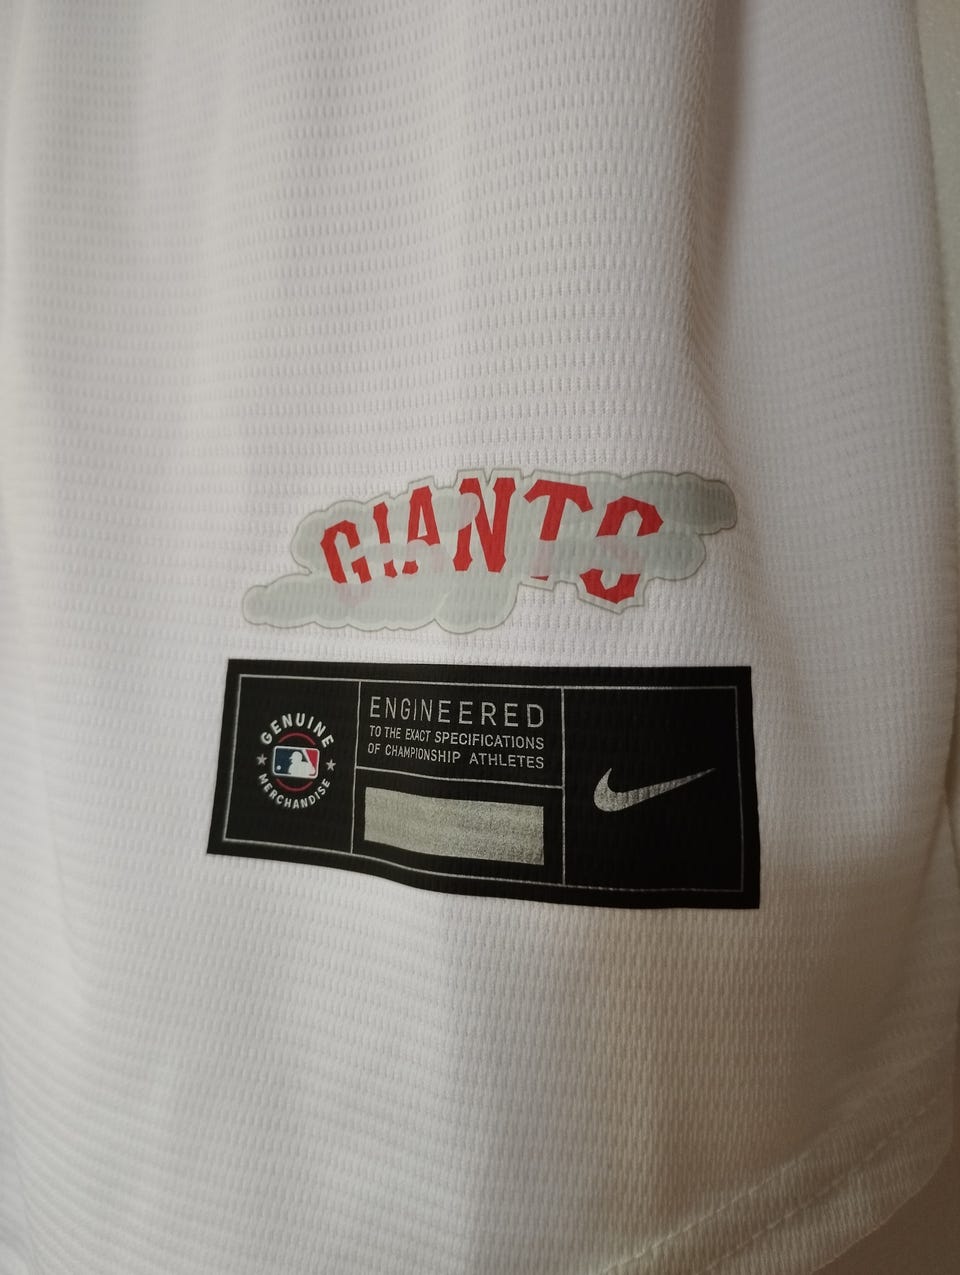 GIANTS
GENUINE
MERCHANDISE
ENGINEERED
TO THE EXACT SPECIFICATIONS
OF CHAMPIONSHIP ATHLETES